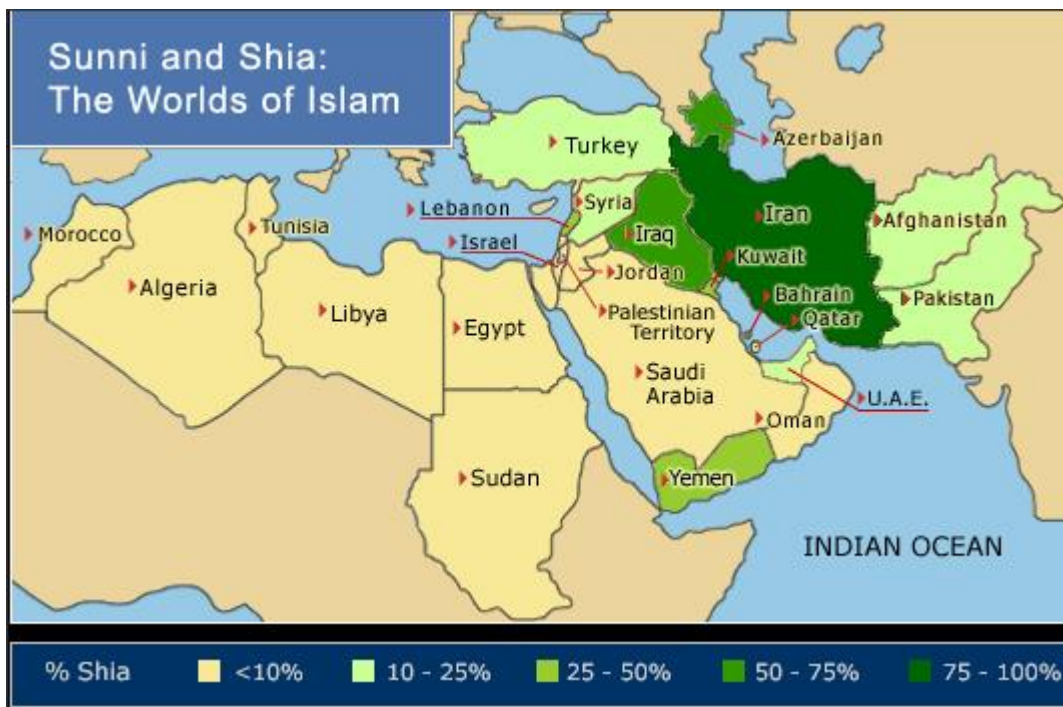 Sunni and Shia:
The Worlds of Islam
Azerbaijan
Turkey
Lebanon
Syria
Iran
Afghanistan
Morocco
Tunisia
Israel
Iraq
Kuwait
Algeria
Jordan
Bahrain
Pakistan
Libya
Egypt
Palestinian
Territory
Qatar
Saudi
Arabia
U.A.E.
Oman
Sudan
Yemen
INDIAN OCEAN
% Shia <10% 10 - 25% 25 - 50% 50 - 75% 75 - 100%